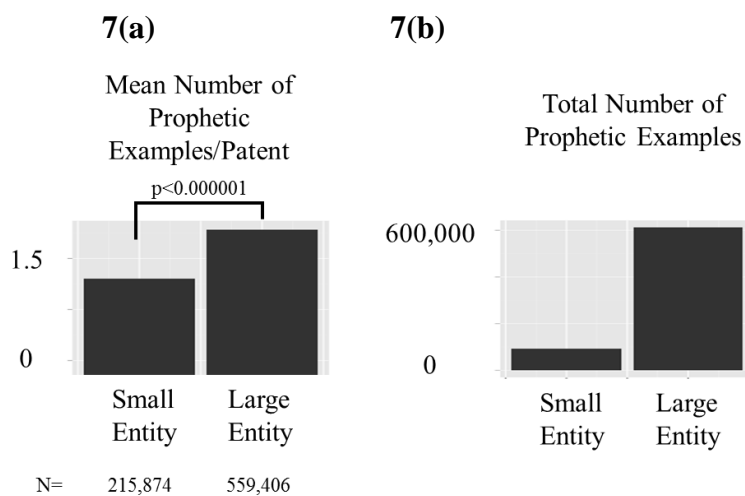 7(a)
Mean Number of
Prophetic
Examples/Patent
p<0.000001
1.5
0
Small
Entity
Large
Entity
N= 215,874 559,406
7(b)
Total Number of
Prophetic Examples
600,000
0
Small
Entity
Large
Entity